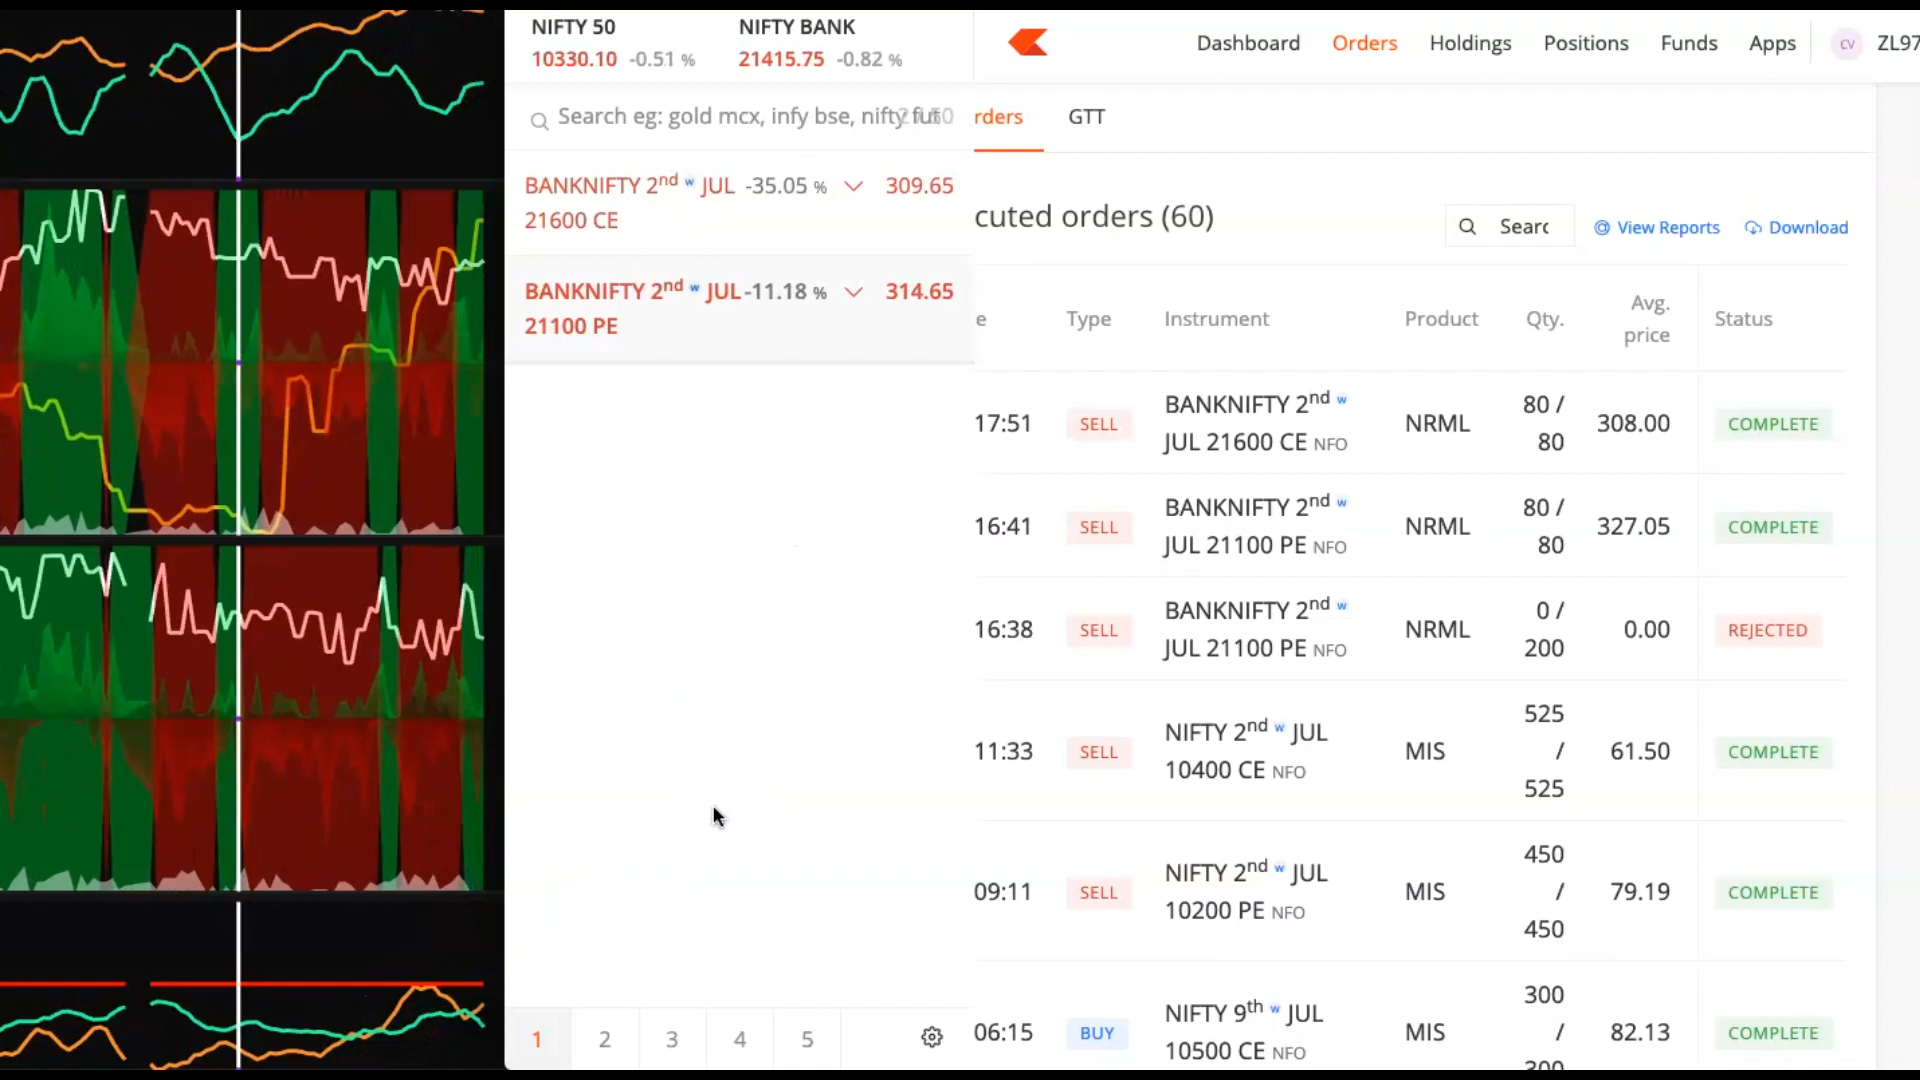 NIFTY 50
10330.10 -0.51 %
NIFTY BANK
21415.75 -0.82 %
Dashboard Orders Holdings Positions Funds Apps CV ZL97
Search eg: gold mcx, infy bse, nifty fut
rders GTT
BANKNIFTY 2nd w JUL -35.05 % 309.65
21600 CE
BANKNIFTY 2nd w JUL -11.18 % 314.65
21100 PE
1 2 3 4 5
cuted orders (60)
Searc
View Reports Download
e Type Instrument Product Qty. Avg.
price Status
17:51 SELL BANKNIFTY 2nd w
JUL 21600 CE NFO NRML 80 /
80 308.00 COMPLETE
16:41 SELL BANKNIFTY 2nd w
JUL 21100 PE NFO NRML 80 /
80 327.05 COMPLETE
16:38 SELL BANKNIFTY 2nd w
JUL 21100 PE NFO NRML 0 /
200 0.00 REJECTED
11:33 SELL NIFTY 2nd w JUL
10400 CE NFO MIS 525
/
525 61.50 COMPLETE
09:11 SELL NIFTY 2nd w JUL
10200 PE NFO MIS 450
/
450 79.19 COMPLETE
06:15 BUY NIFTY 9th w JUL
10500 CE NFO MIS 300
/
300 82.13 COMPLETE